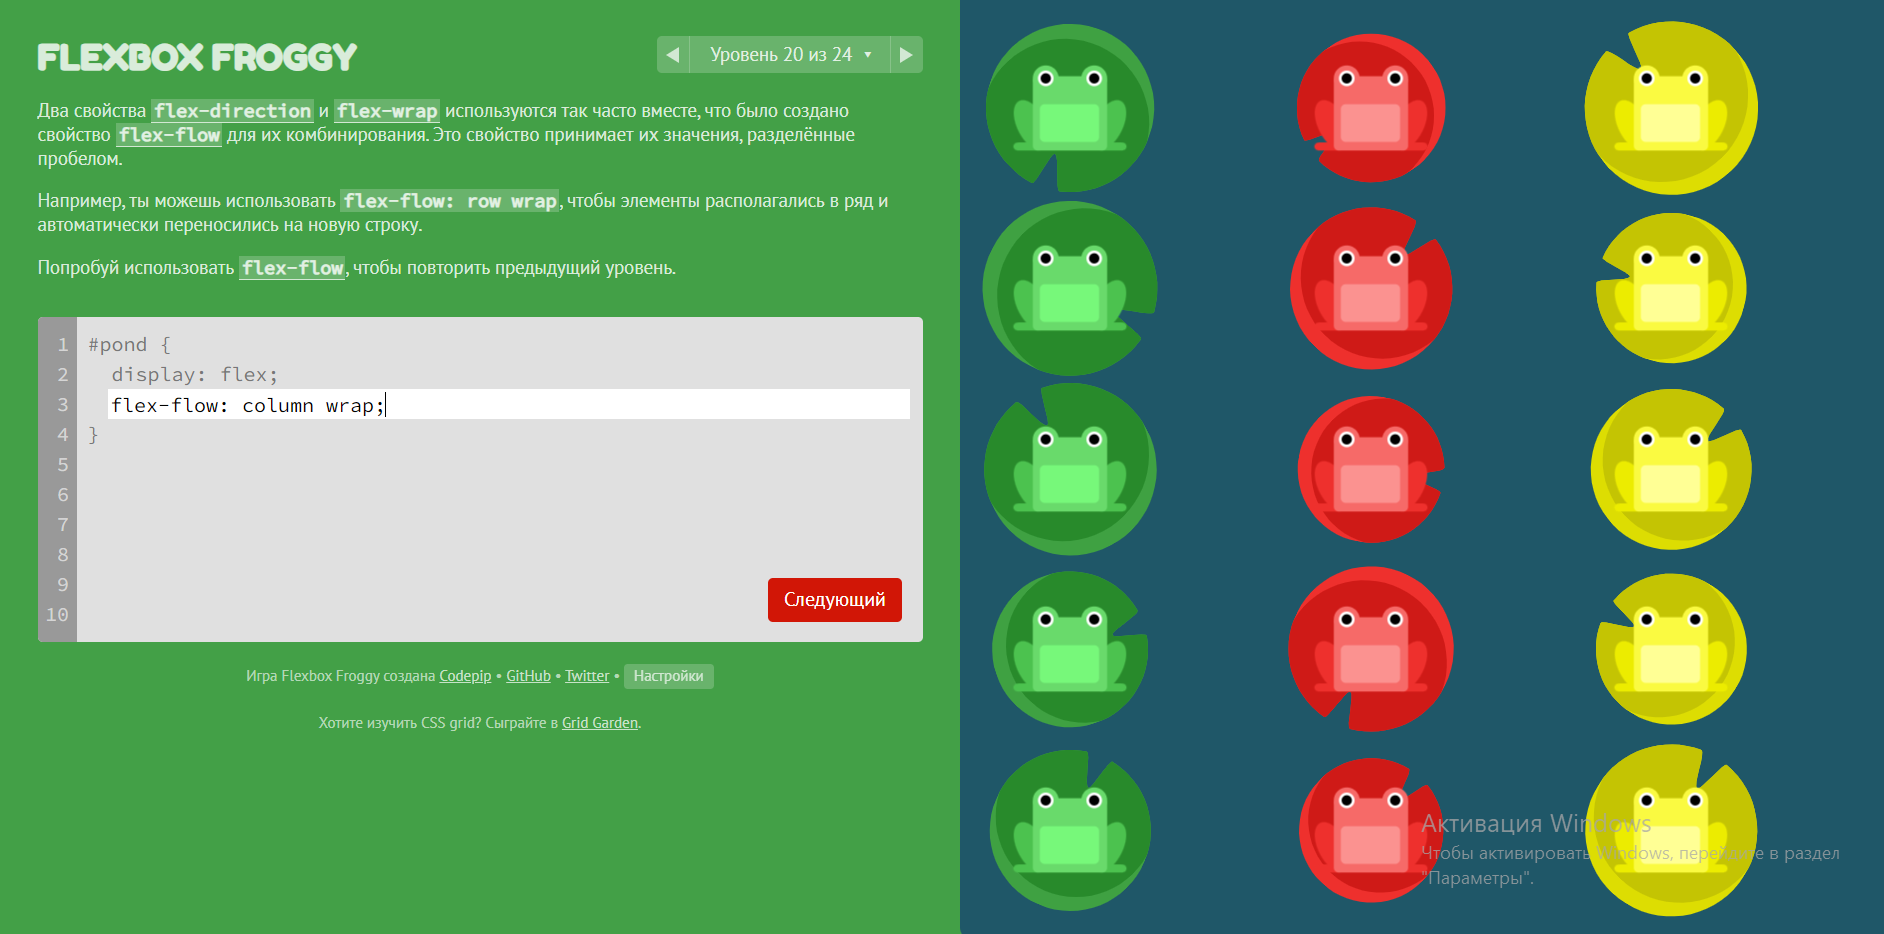 FLEXBOX FROGGY
Уровень 20 из 24
Два свойства flex-direction и flex-wrap используются так часто вместе, что было создано
свойство flex-flow для их комбинирования. Это свойство принимает их значения, разделённые
пробелом.
Например, ты можешь использовать flex-flow: row wrap, чтобы элементы располагались в ряд и
автоматически переносились на новую строку.
Попробуй использовать flex-flow, чтобы повторить предыдущий уровень.
1 #pond {
2 display: flex;
3 flex-flow: column wrap;
4 }
5
6
7
8
9
10
Следующий
Игра Flexbox Froggy создана Codepip • GitHub • Twitter • Настройки
Хотите изучить CSS grid? Сыграйте в Grid Garden.
Активация Windows
Чтобы активировать Windows, перейдите в раздел
"Параметры".